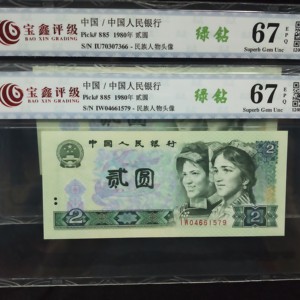 宝鑫评级
BAO XIN GRADING
中国 / 中国人民银行
Pick# 885 1980年 贰圆
S/N IU70307366 - 民族人物头像
绿钻
67 EPQ
Superb Gem Unc
宝鑫评级
BAO XIN GRADING
中国 / 中国人民银行
Pick# 885 1980年 贰圆
S/N IW04661579 - 民族人物头像
绿钻
67 EPQ
Superb Gem Unc
中国人民银行
贰圆
2
2
IW04661579